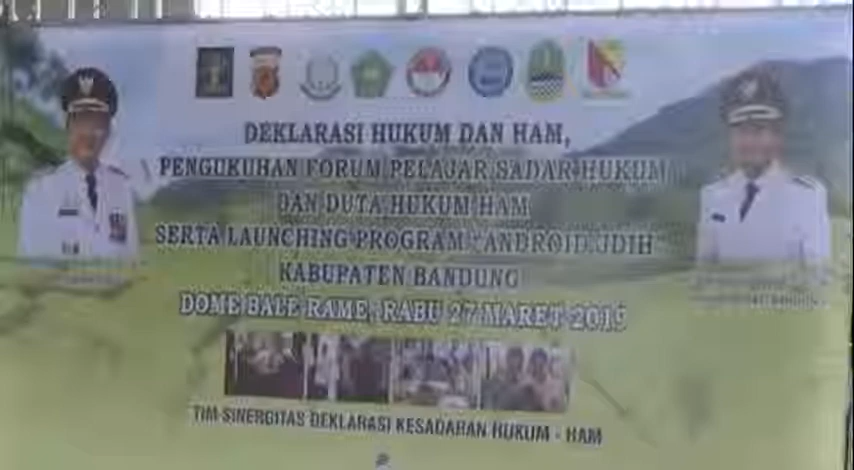 DEKLARASI HUKUM DAN HAM,
PENGUKUHAN FORUM PELAJAR SADAR HUKUM
DAN DUTA HUKUM HAM
SERTA LAUNCHING PROGRAM "ANDROID JDIH"
KABUPATEN BANDUNG
DOME BALE RAME, RABU 27 MARET 2019
TIM SINERGITAS DEKLARASI KESADARAN HUKUM - HAM